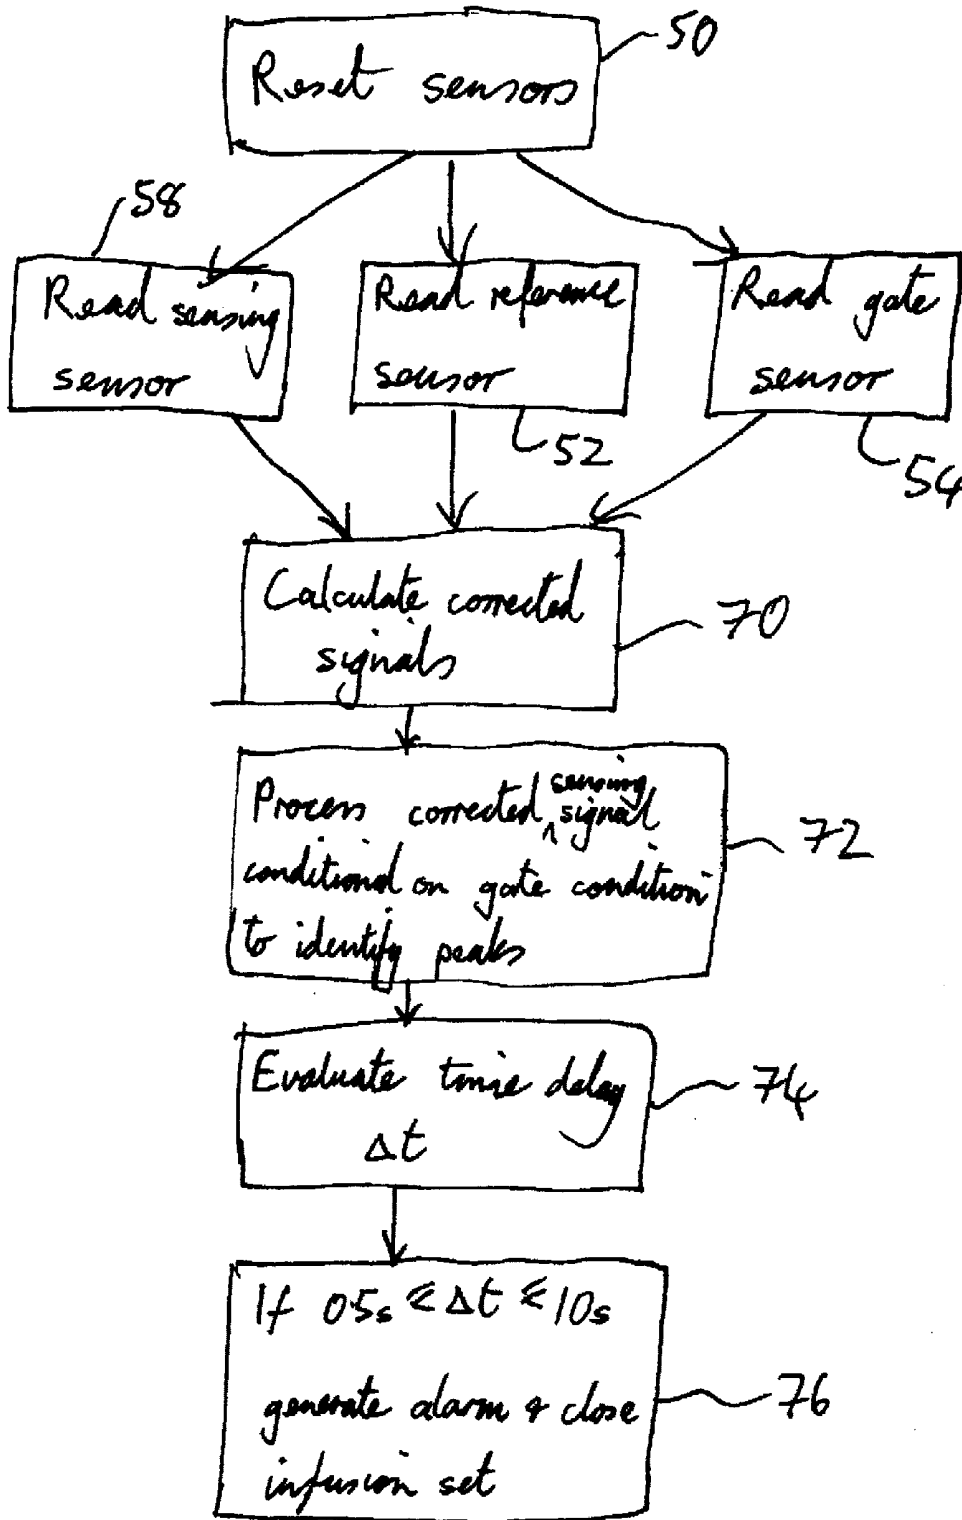 50
Reset sensors
58
Read sensing
sensor
Read reference
sensor
52
Read gate
sensor
54
Calculate corrected
signals
70
sensing
Process corrected ^ signal
conditional on gate condition
to identify peaks
72
Evaluate time delay
Δt
74
If 0.5s ≤ Δt ≤ 10s
generate alarm & close
infusion set
76